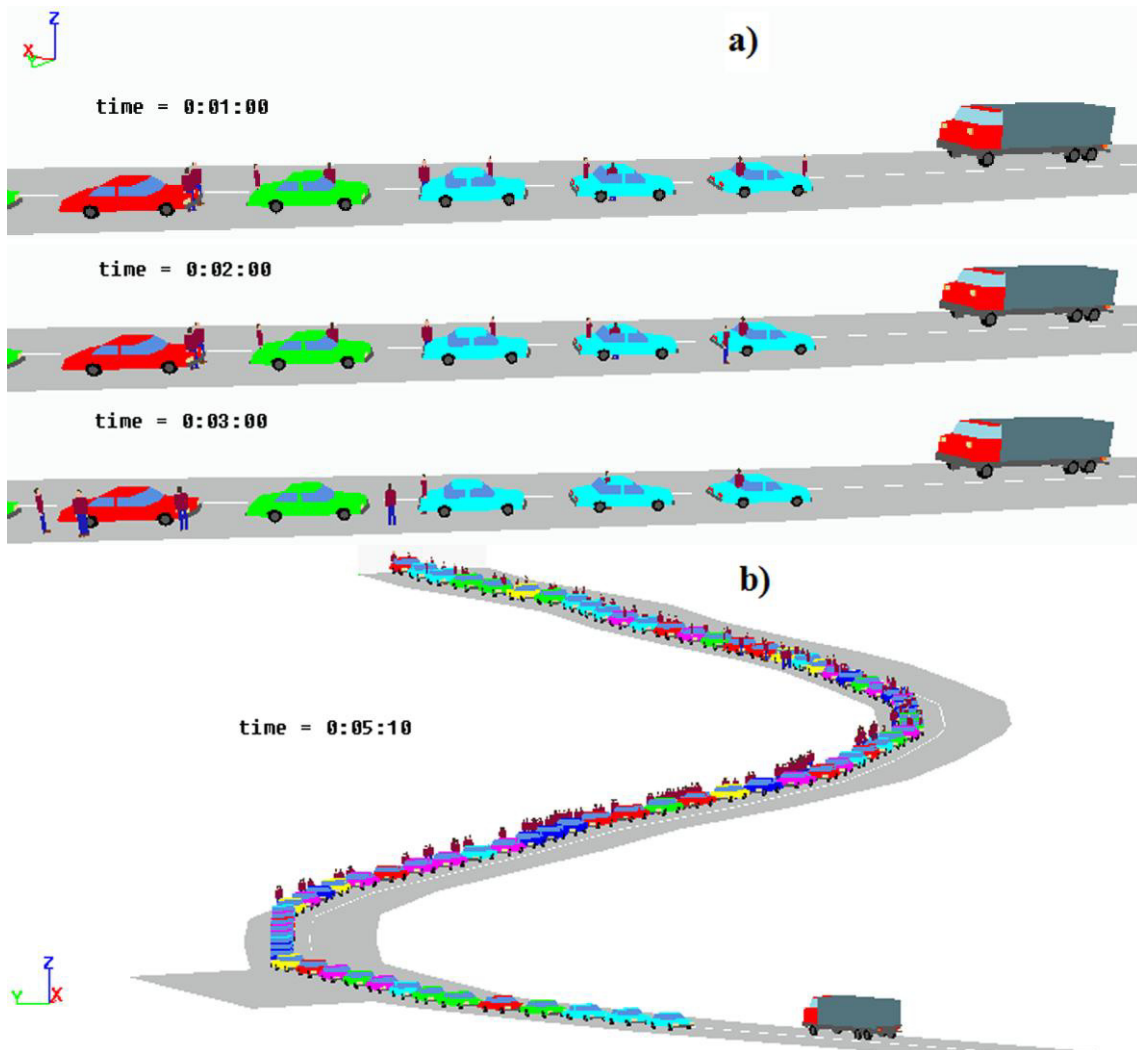 Z
a)
X
Y
time = 0:01:00
time = 0:02:00
time = 0:03:00
b)
time = 0:05:10
Z
Y X